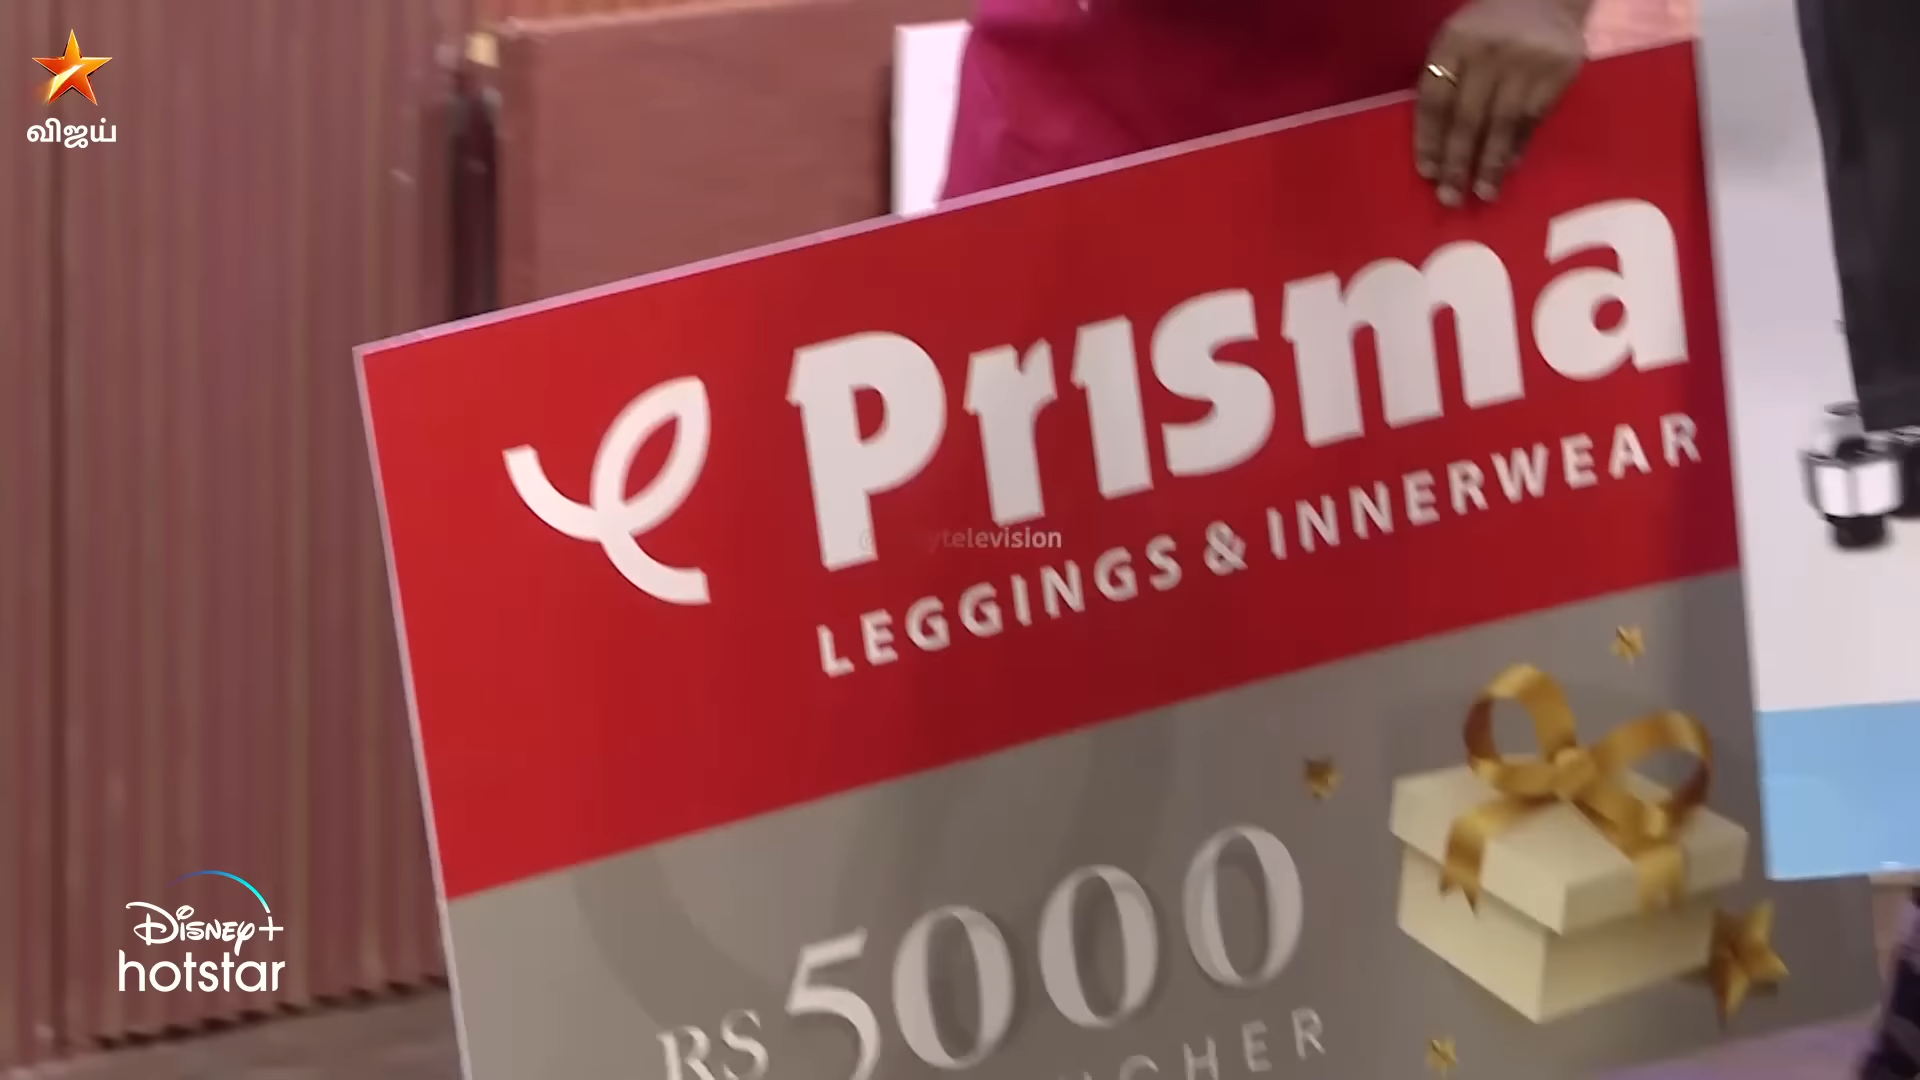 விஜய்
Prisma
LEGGINGS & INNERWEAR
RS 5000
Disney+
hotstar